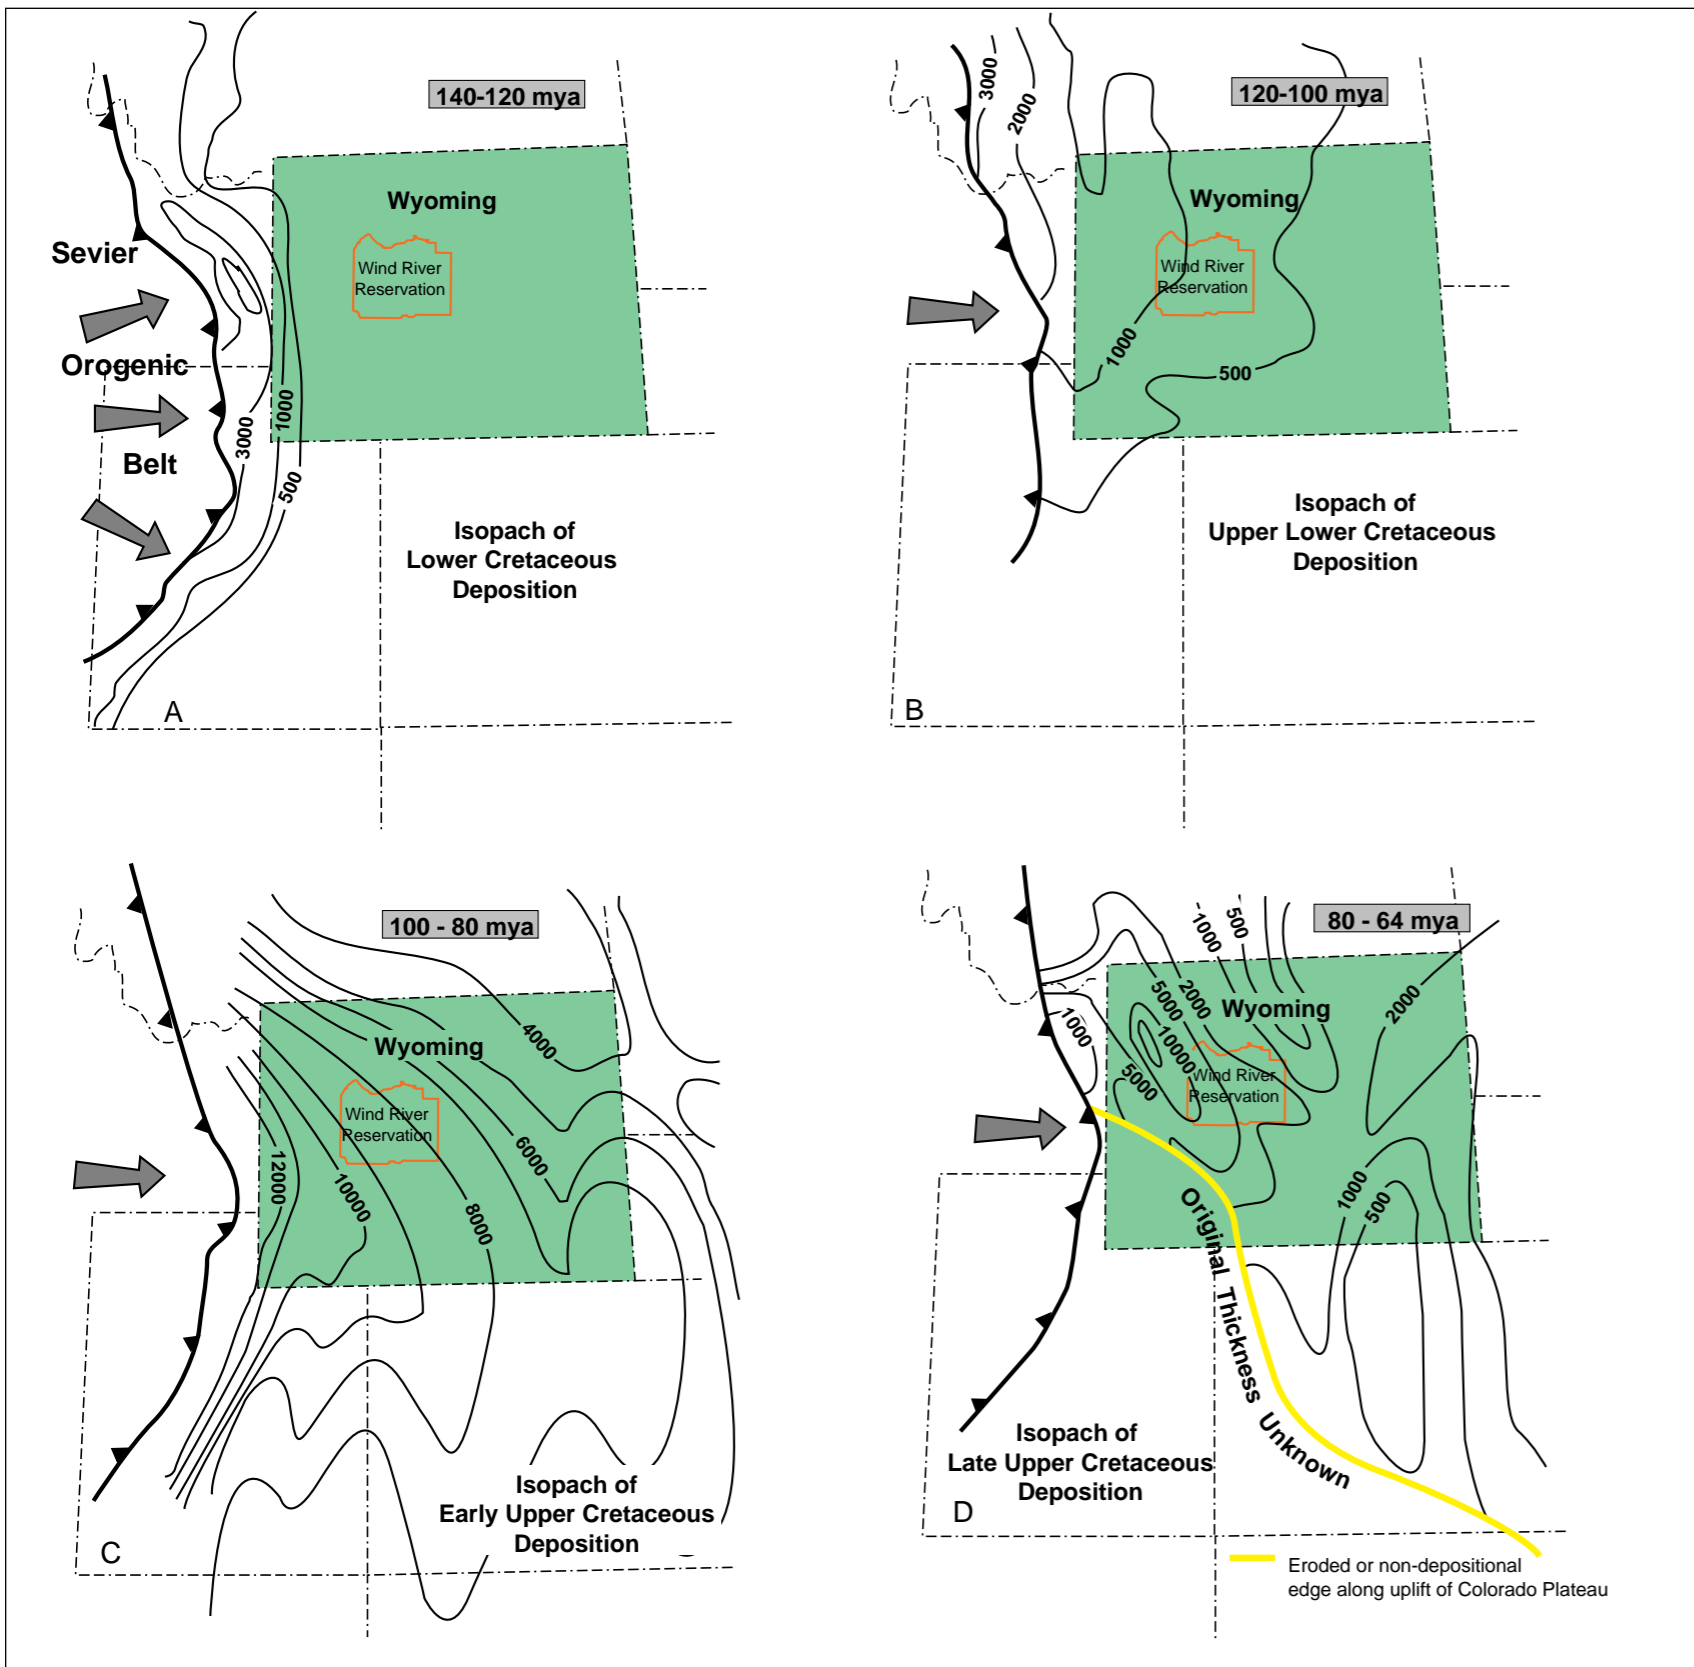 140-120 mya
Wyoming
Sevier
Wind River
Reservation
Orogenic
Belt
3000
1000
500
Isopach of
Lower Cretaceous
Deposition
A
120-100 mya
3000
2000
Wyoming
Wind River
Reservation
1000
500
Isopach of
Upper Lower Cretaceous
Deposition
B
100 - 80 mya
4000
Wyoming
Wind River
Reservation
6000
12000
10000
8000
Isopach of
Early Upper Cretaceous
Deposition
C
80 - 64 mya
1000
500
2000
5000
2000
Wyoming
1000
10000
5000
Wind River
Reservation
1000
500
Original Thickness Unknown
Isopach of
Late Upper Cretaceous
Deposition
D
Eroded or non-depositional
edge along uplift of Colorado Plateau